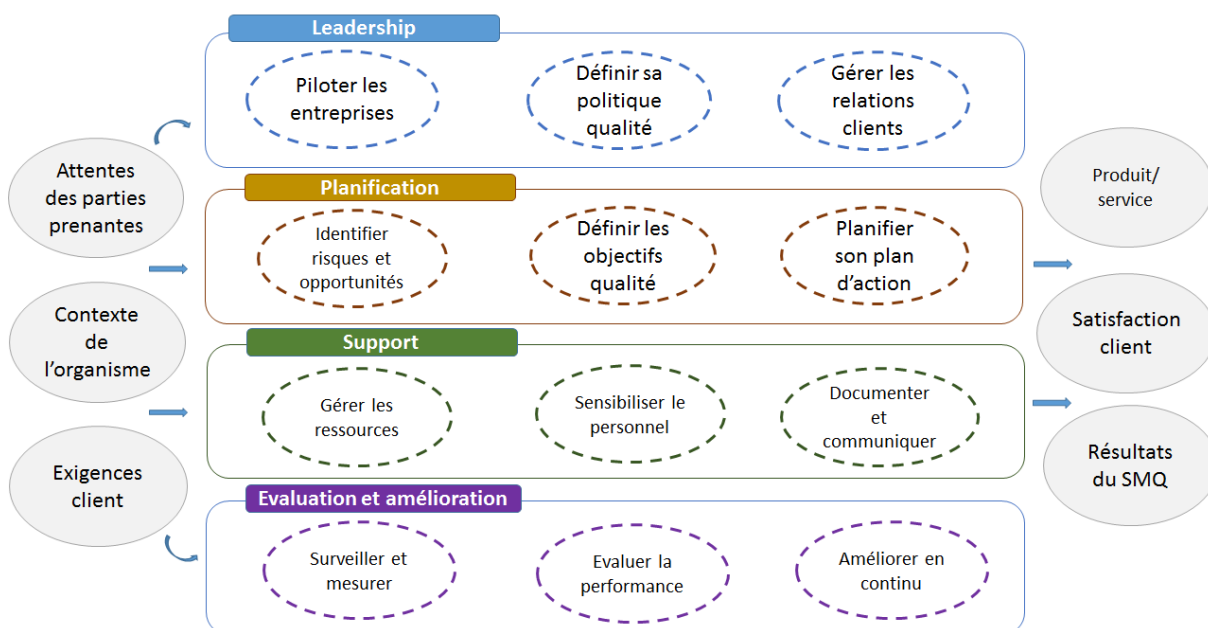 Leadership
Piloter les
entreprises
Définir sa
politique
qualité
Gérer les
relations
clients
Attentes
des parties
prenantes
Contexte
de
l'organisme
Exigences
client
Planification
Identifier
risques et
opportunités
Définir les
objectifs
qualité
Planifier
son plan
d'action
Support
Gérer les
ressources
Sensibiliser le
personnel
Documenter
et
communiquer
Evaluation et amélioration
Surveiller et
mesurer
Evaluer la
performance
Améliorer en
continu
Produit/
service
Satisfaction
client
Résultats
du SMQ